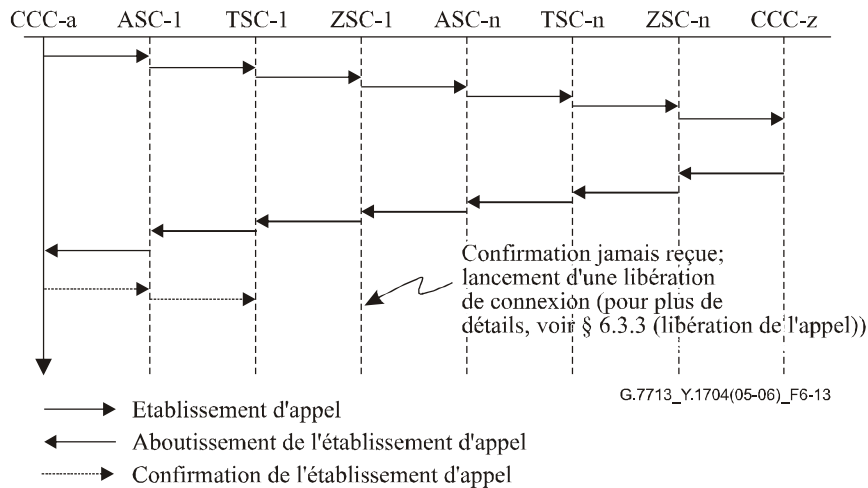 CCC-a ASC-1 TSC-1 ZSC-1 ASC-n TSC-n ZSC-n CCC-z
Confirmation jamais reçue;
lancement d'une libération
de connexion (pour plus de
détails, voir § 6.3.3 (libération de l'appel))
G.7713_Y.1704(05-06)_F6-13
Etablissement d'appel
Aboutissement de l'établissement d'appel
Confirmation de l'établissement d'appel